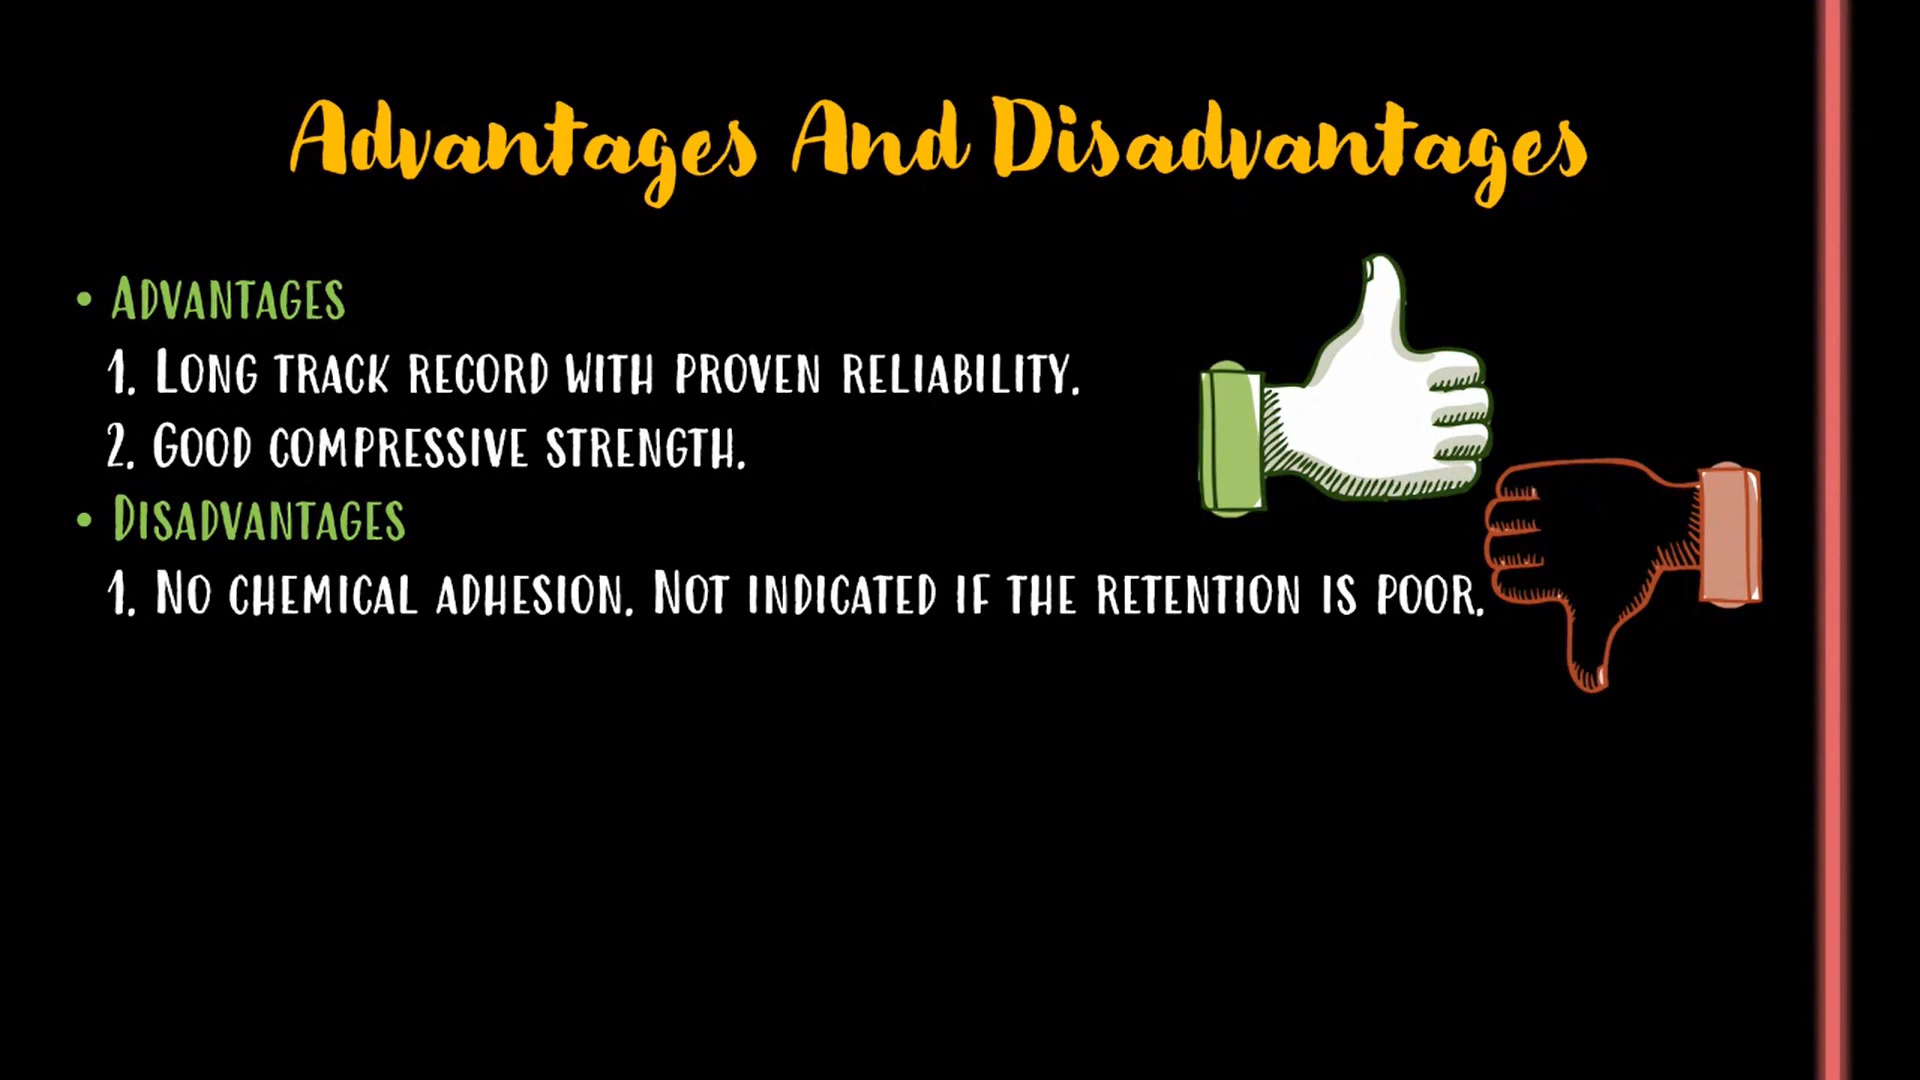 Advantages And Disadvantages
• Advantages
1. Long track record with proven reliability.
2. Good compressive strength.
• Disadvantages
1. No chemical adhesion. Not indicated if the retention is poor.